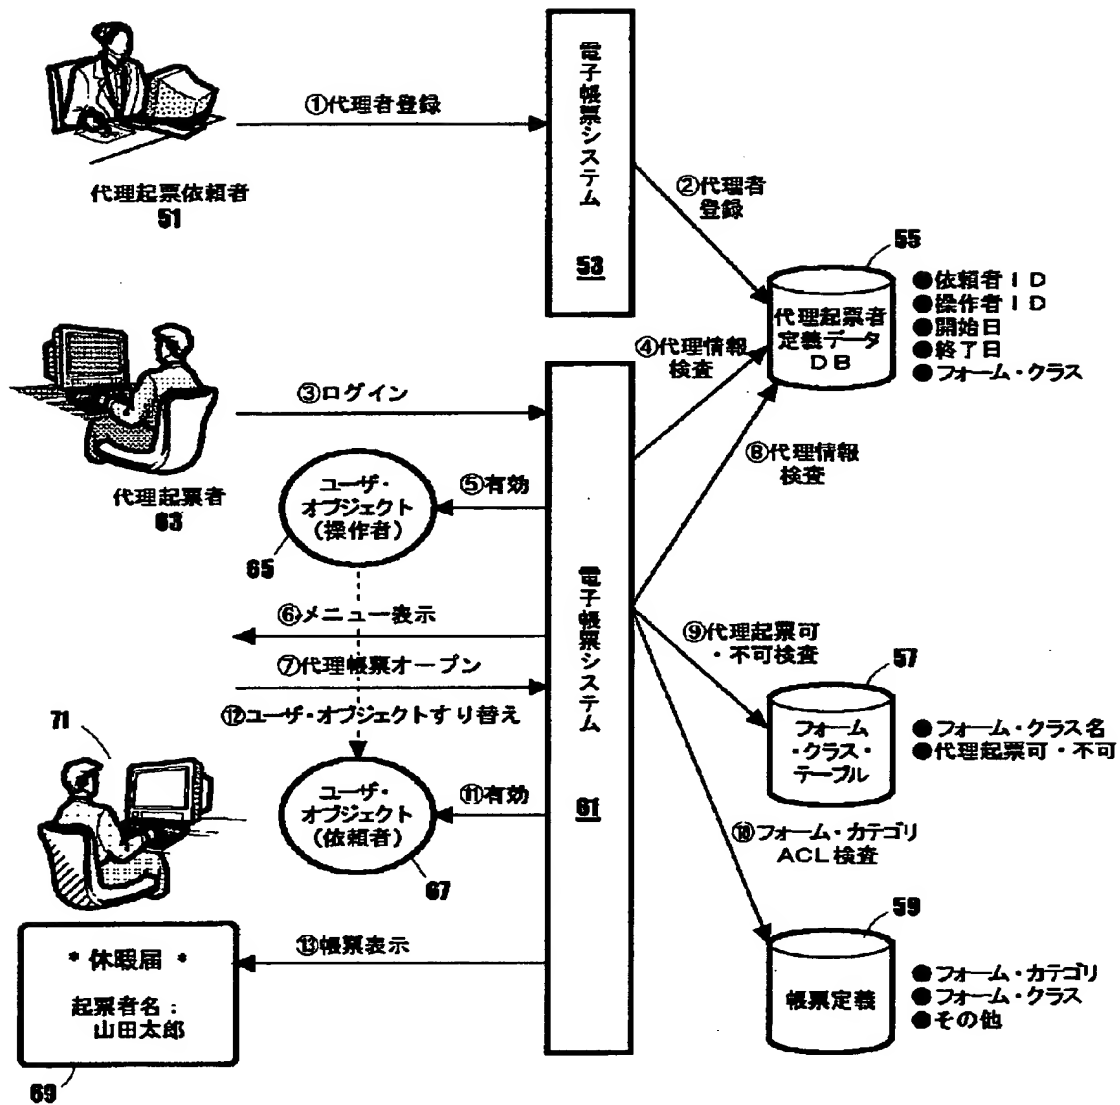 ①代理者登録
代理起票依頼者
51
電子帳票システム
53
②代理者
登録
55
代理起票者
定義データ
DB
●依頼者ID
●操作者ID
●開始日
●終了日
●フォーム・クラス
③ログイン
代理起票者
63
④代理情報
検査
⑤有効
ユーザ・
オブジェクト
(操作者)
65
⑥メニュー表示
⑦代理帳票オープン
⑫ユーザ・オブジェクトすり替え
電子帳票システム
61
⑧代理情報
検査
⑨代理起票可
・不可検査
57
フォーム
・クラス・
テーブル
●フォーム・クラス名
●代理起票可・不可
71
ユーザ・
オブジェクト
(依頼者)
⑪有効
67
⑩フォーム・カテゴリ
ACL検査
59
帳票定義
●フォーム・カテゴリ
●フォーム・クラス
●その他
⑬帳票表示
* 休暇届 *
起票者名:
山田太郎
69